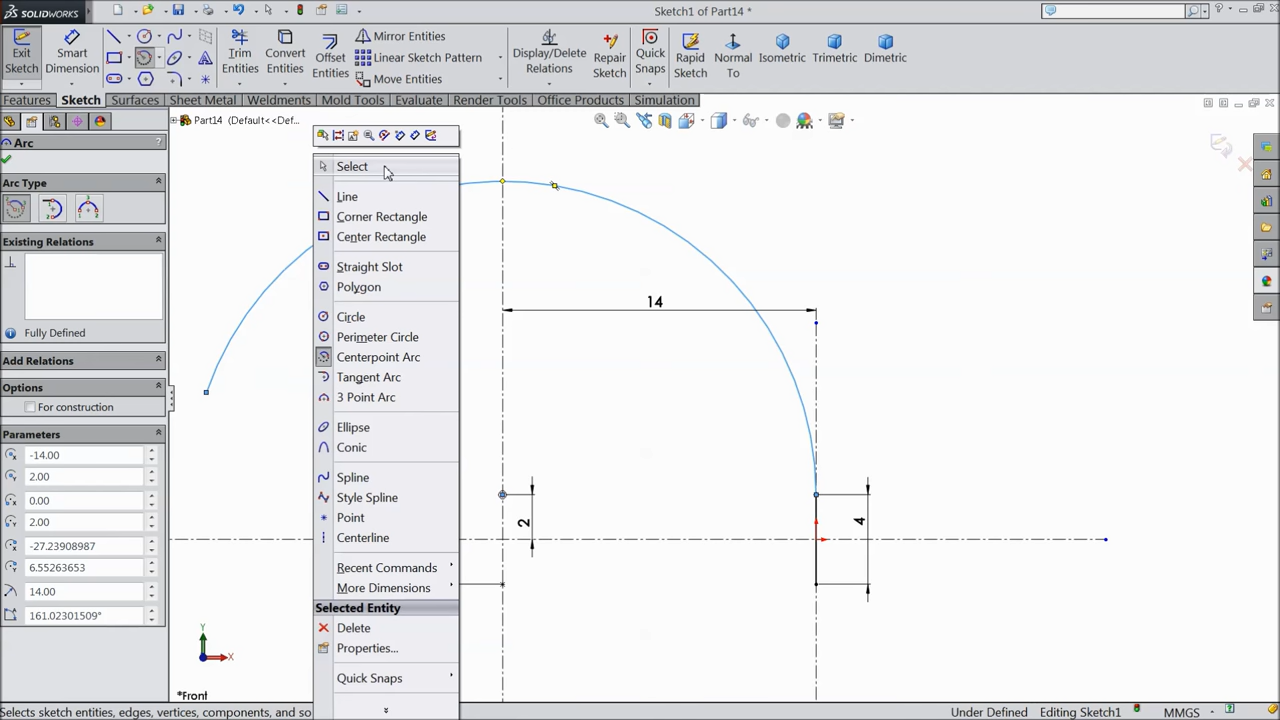 SOLIDWORKS
Sketch1 of Part14 *
Exit Sketch
Smart Dimension
Trim Entities
Convert Entities
Offset Entities
Mirror Entities
Linear Sketch Pattern
Move Entities
Display/Delete Relations
Repair Sketch
Quick Snaps
Rapid Sketch
Normal To
Isometric
Trimetric
Dimetric
Features
Sketch
Surfaces
Sheet Metal
Weldments
Mold Tools
Evaluate
Render Tools
Office Products
Simulation
Part14 (Default<<Def...
Arc
?
Arc Type
Existing Relations
Fully Defined
Add Relations
Options
For construction
Parameters
-14.00
2.00
0.00
2.00
-27.23908987
6.55263653
14.00
161.02301509°
Select
Line
Corner Rectangle
Center Rectangle
Straight Slot
Polygon
Circle
Perimeter Circle
Centerpoint Arc
Tangent Arc
3 Point Arc
Ellipse
Conic
Spline
Style Spline
Point
Centerline
Recent Commands
More Dimensions
Selected Entity
Delete
Properties...
Quick Snaps
14
2
4
Y
X
*Front
Selects sketch entities, edges, vertices, components, and so
Under Defined
Editing Sketch1
MMGS